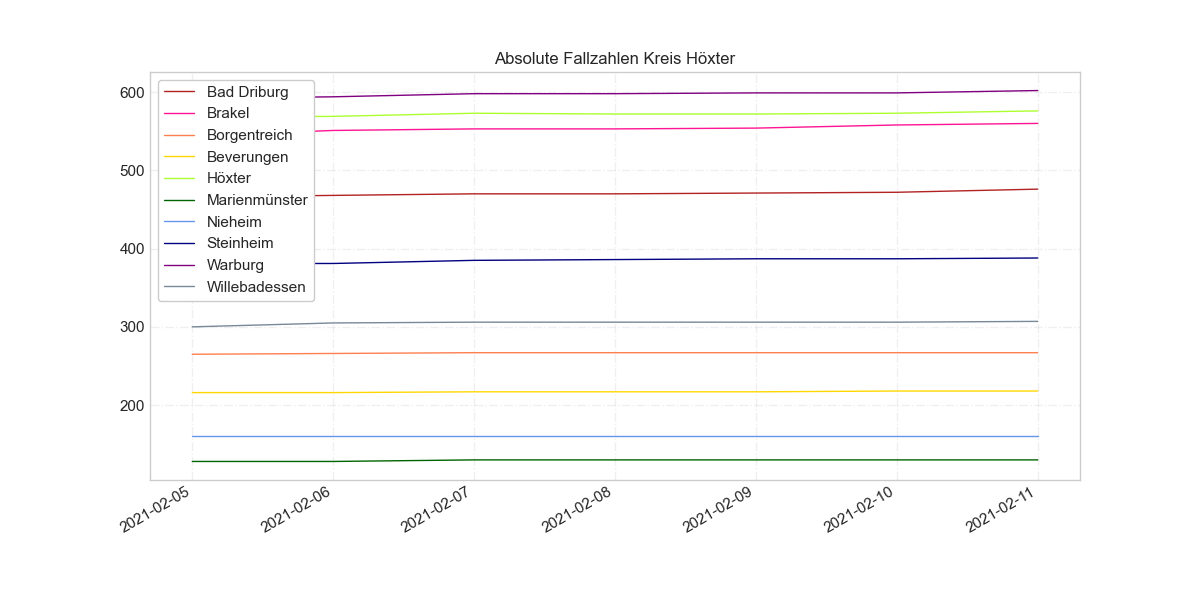 Absolute Fallzahlen Kreis Höxter
600
500
400
300
200
Bad Driburg
Brakel
Borgentreich
Beverungen
Höxter
Marienmünster
Nieheim
Steinheim
Warburg
Willebadessen
2021-02-05
2021-02-06
2021-02-07
2021-02-08
2021-02-09
2021-02-10
2021-02-11